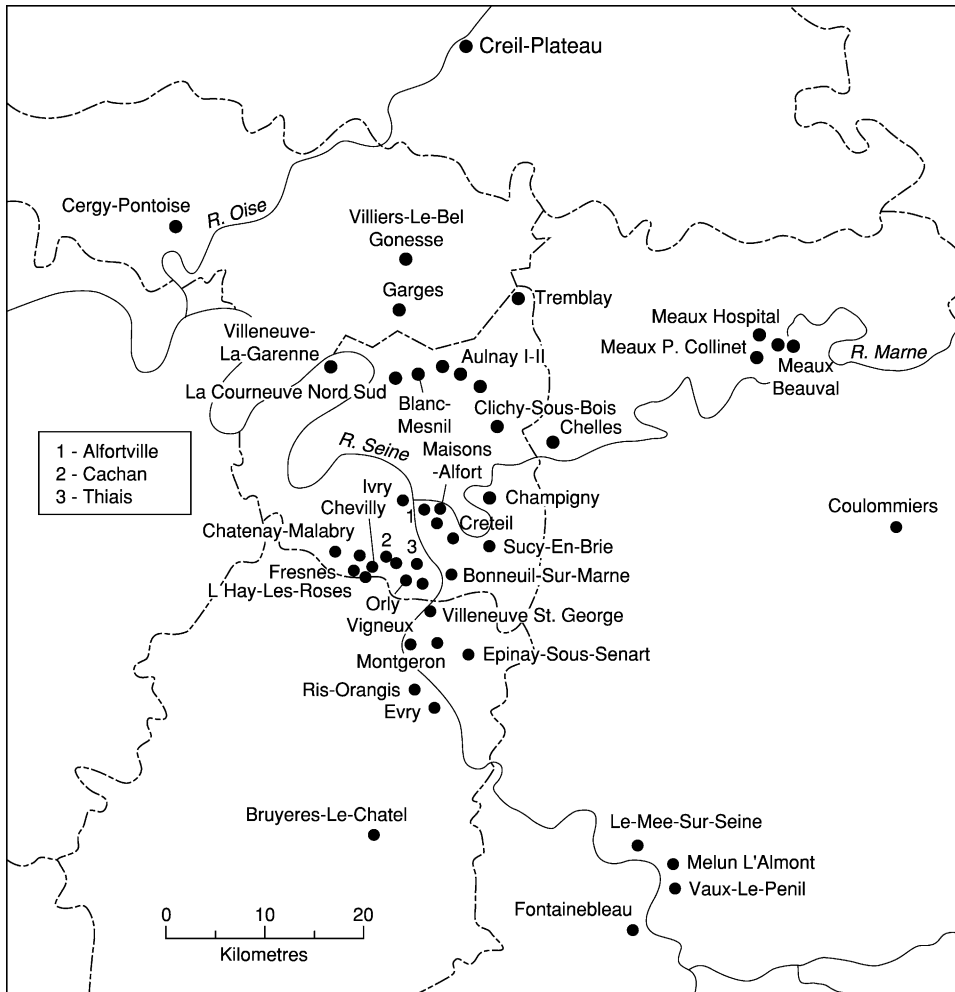 Creil-Plateau
Cergy-Pontoise
R. Oise
Villiers-Le-Bel
Gonesse
Garges
Tremblay
Villeneuve-
La-Garenne
Meaux Hospital
Meaux P. Collinet
R. Marne
Meaux
Beauval
Aulnay I-II
La Courneuve Nord Sud
Blanc-
Mesnil
Clichy-Sous-Bois
Chelles
1 - Alfortville
2 - Cachan
3 - Thiais
R. Seine
Maisons
-Alfort
Ivry
1
Champigny
Coulommiers
Chevilly
Creteil
Chatenay-Malabry
2
3
Sucy-En-Brie
Fresnes
L Hay-Les-Roses
Bonneuil-Sur-Marne
Orly
Villeneuve St. George
Vigneux
Montgeron
Epinay-Sous-Senart
Ris-Orangis
Evry
Bruyeres-Le-Chatel
Le-Mee-Sur-Seine
Melun L'Almont
Vaux-Le-Penil
Fontainebleau
0 10 20
Kilometres